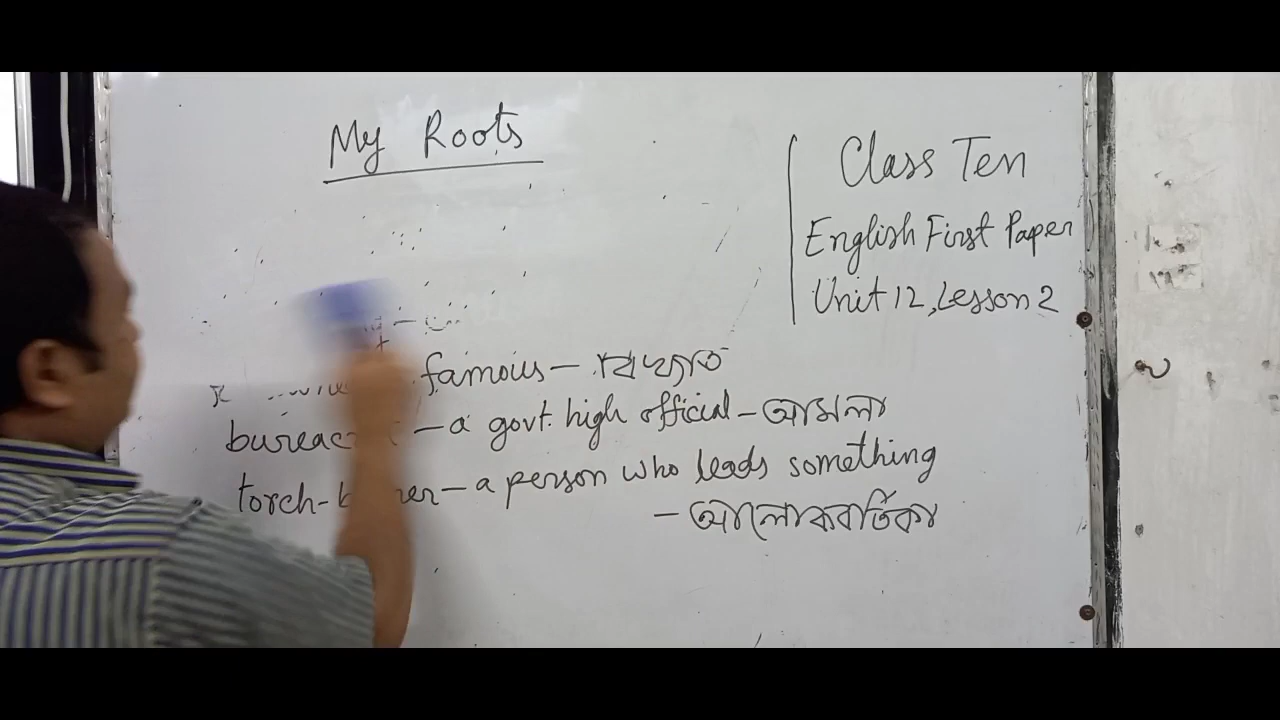 My Roots
Class Ten
English First Paper
Unit 12, Lesson 2
famous – বিখ্যাত
– a govt. high official – আমলা
torch- – a person who leads something
– আলোকবর্তিকা